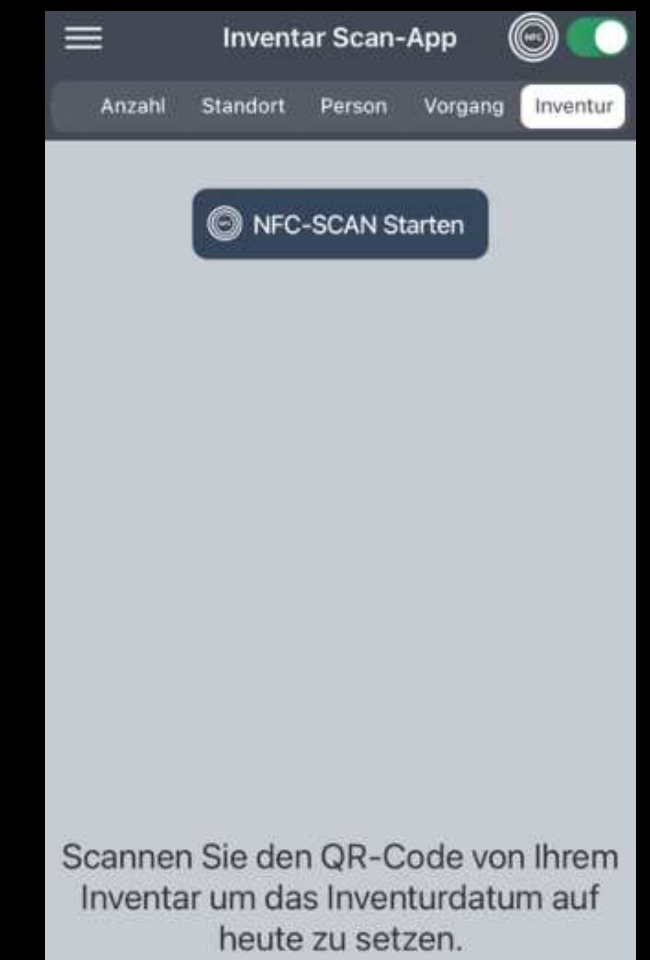 Inventar Scan-App
NFC
Anzahl Standort Person Vorgang Inventur
NFC-SCAN Starten
Scannen Sie den QR-Code von Ihrem
Inventar um das Inventurdatum auf
heute zu setzen.